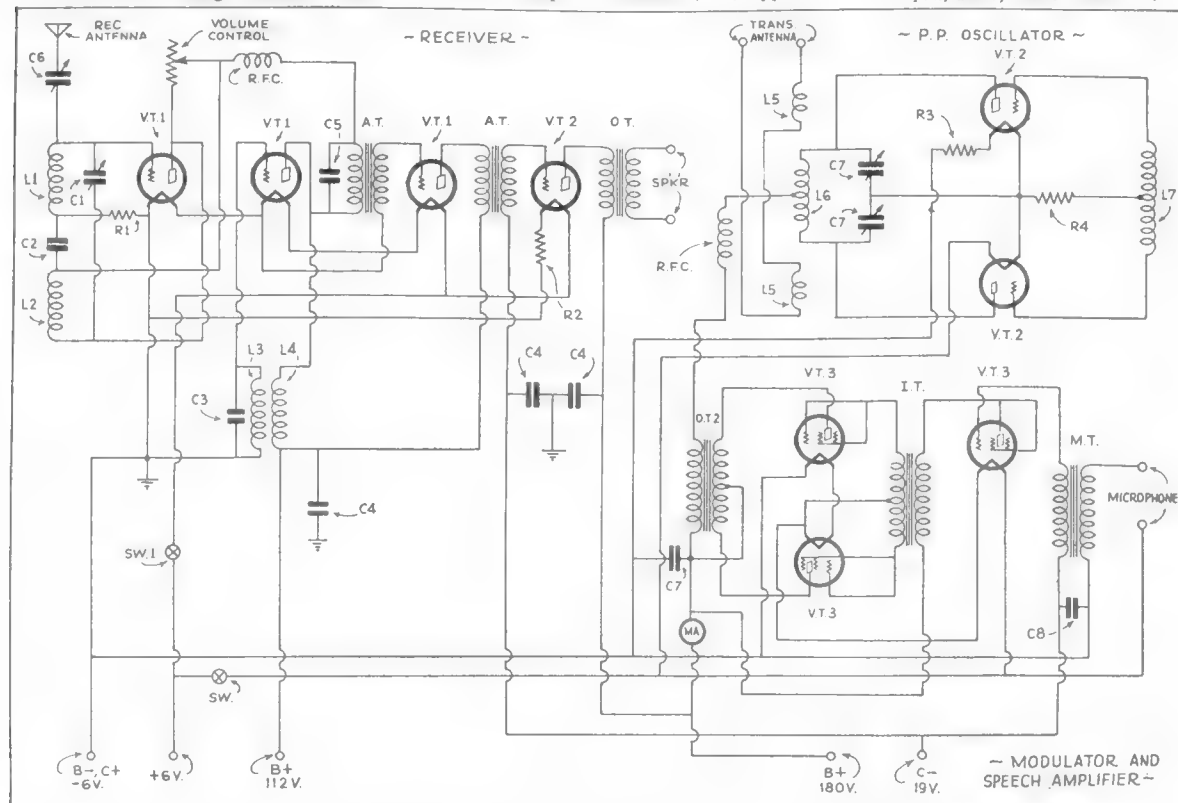 REC
ANTENNA
VOLUME
CONTROL
~ RECEIVER ~
TRANS
ANTENNA
~ P.P. OSCILLATOR ~
C6
R.F.C.
V.T.2
V.T.1
V.T.1
C5
A.T.
V.T.1
A.T.
V.T.2
O.T.
L5
R3
L1
C1
SPKR
C7
L6
C7
R4
L7
R1
C2
R.F.C.
L2
R2
L5
V.T.2
L3
L4
C4
C4
V.T.3
I.T.
V.T.3
C3
O.T.2
M.T.
C4
MICROPHONE
SW.1
C7
V.T.3
C8
MA
SW.
B-, C+
-6V.
+6V.
B+
112V.
B+
180V.
C-
19V.
~ MODULATOR AND
SPEECH AMPLIFIER ~